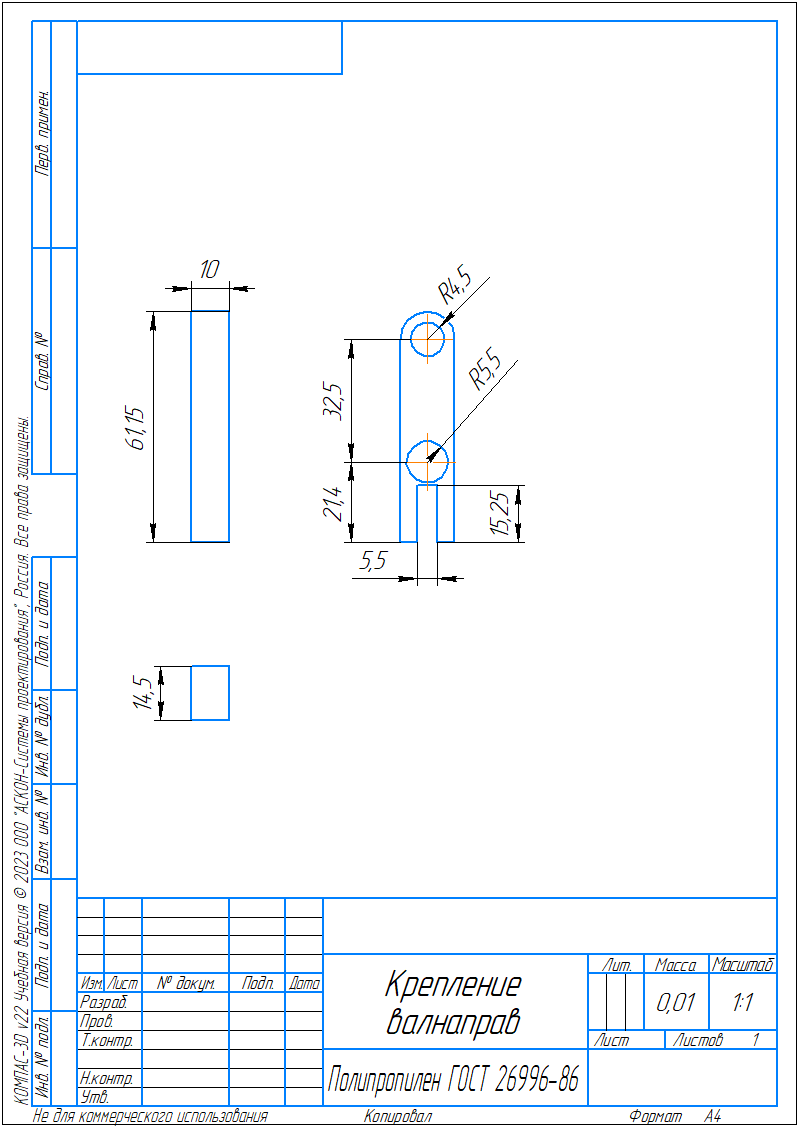 Перв. примен.
Справ. №
Подп. и дата
Инв. № дубл.
Взам. инв. №
Подп. и дата
Инв. № подл.
КОМПАС-3D v22 Учебная версия © 2023 ООО "АСКОН-Системы проектирования", Россия. Все права защищены.
10
61,15
14,5
R4,5
R5,5
32,5
21,4
15,25
5,5
Изм. Лист № докум. Подп. Дата
Разраб.
Пров.
Т.контр.
Н.контр.
Утв.
Крепление
валнаправ
Лит. Масса Масштаб
0,01 1:1
Лист Листов 1
Полипропилен ГОСТ 26996-86
Не для коммерческого использования Копировал Формат А4